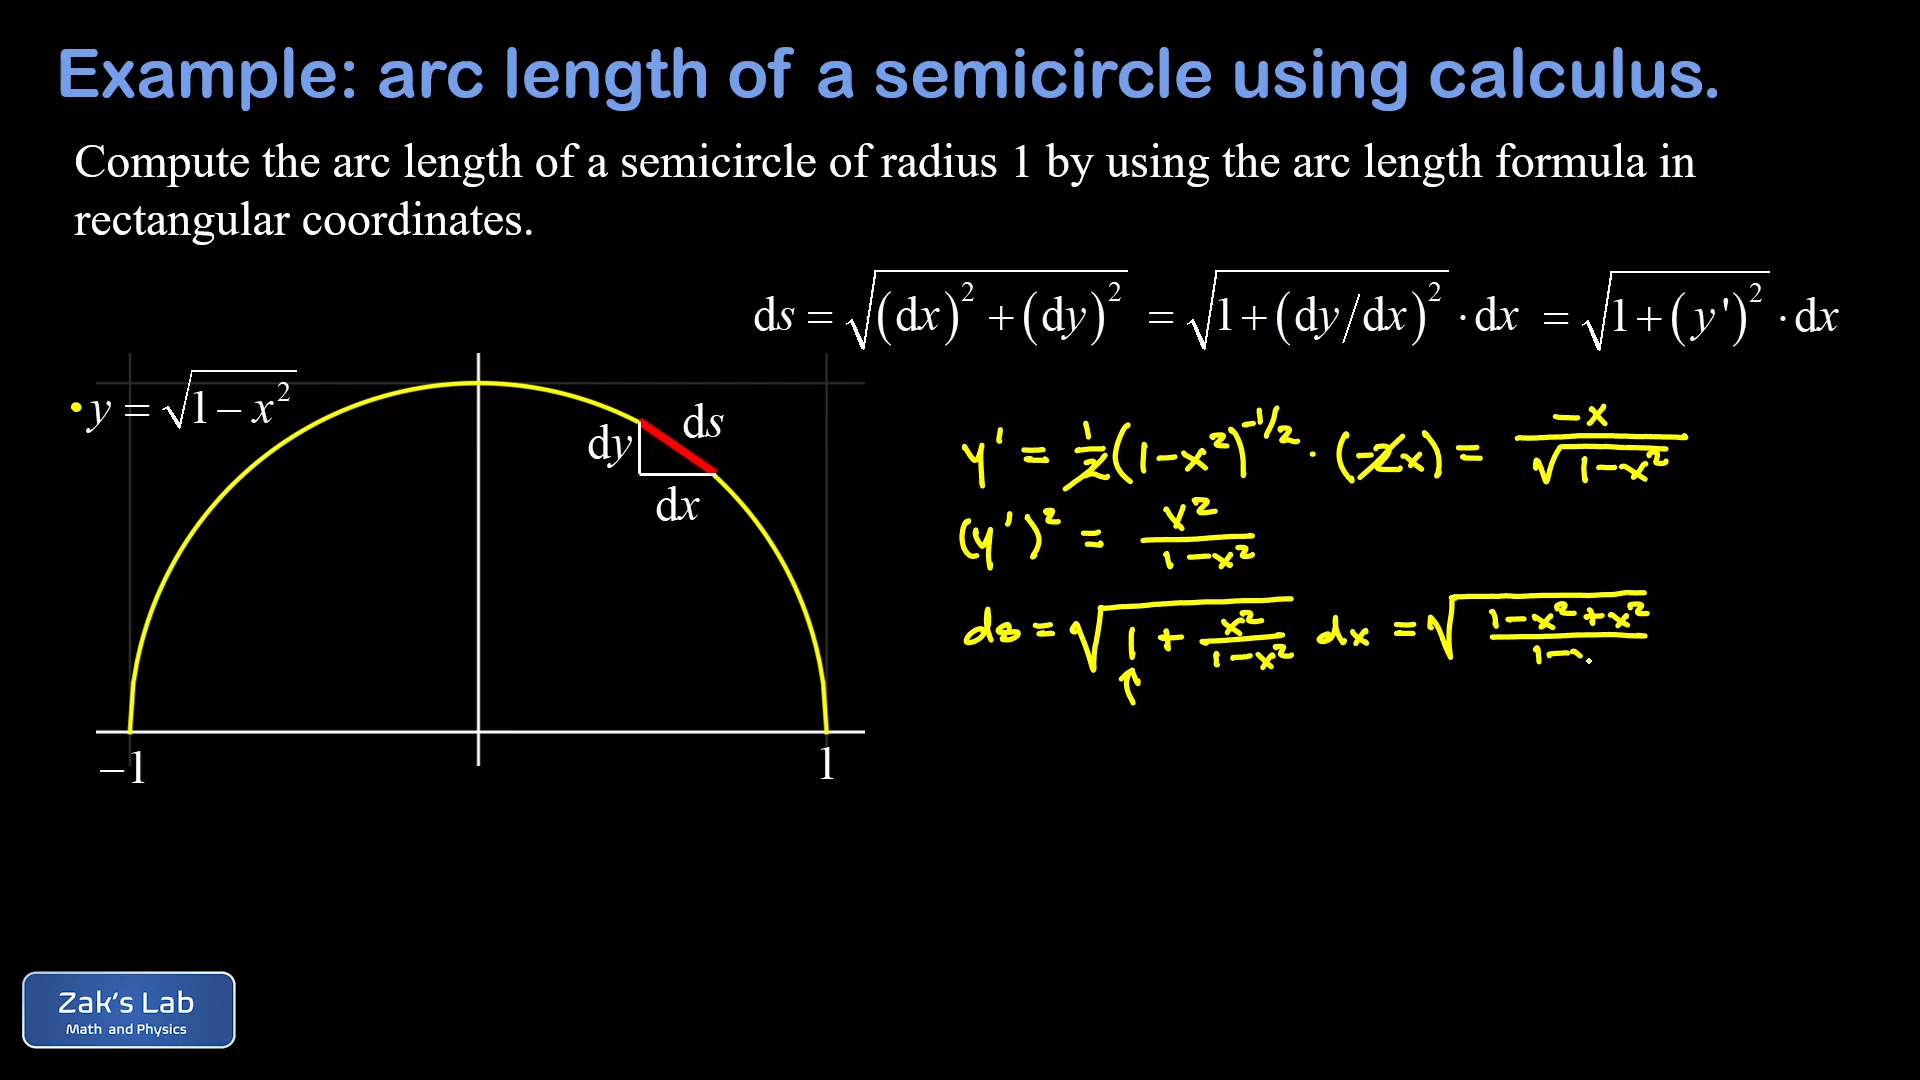 Example: arc length of a semicircle using calculus.
Compute the arc length of a semicircle of radius 1 by using the arc length formula in
rectangular coordinates.
ds = √((dx)² + (dy)²) = √(1 + (dy/dx)²) · dx = √(1 + (y')²) · dx
• y = √(1 − x²)
ds
dy
dx
−1
1
y' = 1/2 (1−x²)^(−1/2) · (−2x) = −x/√(1−x²)
(y')² = x²/(1−x²)
ds = √(1 + x²/(1−x²)) dx = √((1−x²+x²)/(1−
↑
Zak's Lab
Math and Physics